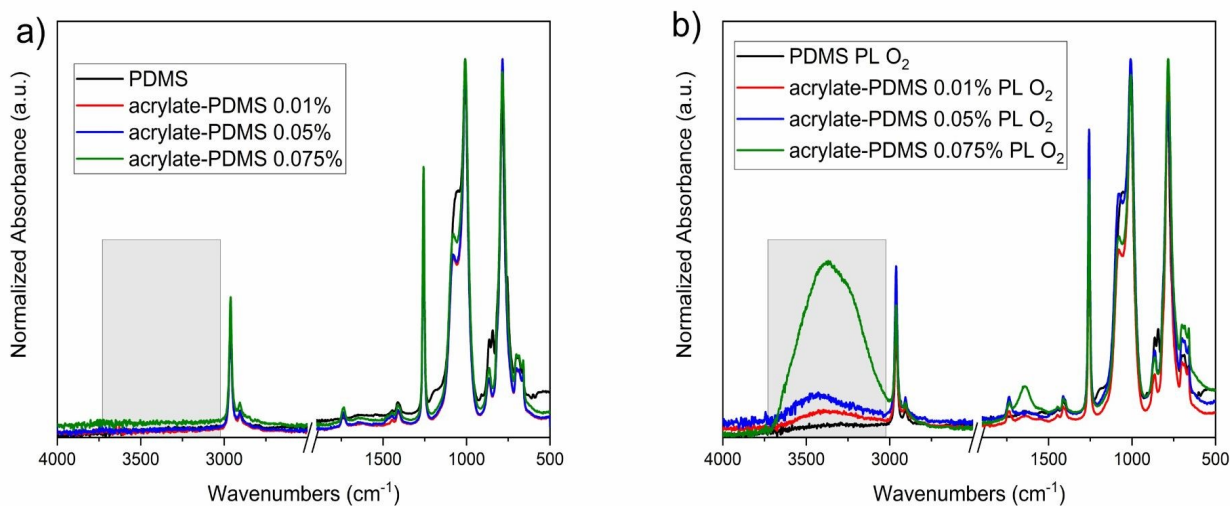 a)
PDMS
acrylate-PDMS 0.01%
acrylate-PDMS 0.05%
acrylate-PDMS 0.075%
Normalized Absorbance (a.u.)
4000 3000 1500 1000 500
Wavenumbers (cm⁻¹)
b)
PDMS PL O₂
acrylate-PDMS 0.01% PL O₂
acrylate-PDMS 0.05% PL O₂
acrylate-PDMS 0.075% PL O₂
Normalized Absorbance (a.u.)
4000 3500 3000 1500 1000 500
Wavenumbers (cm⁻¹)